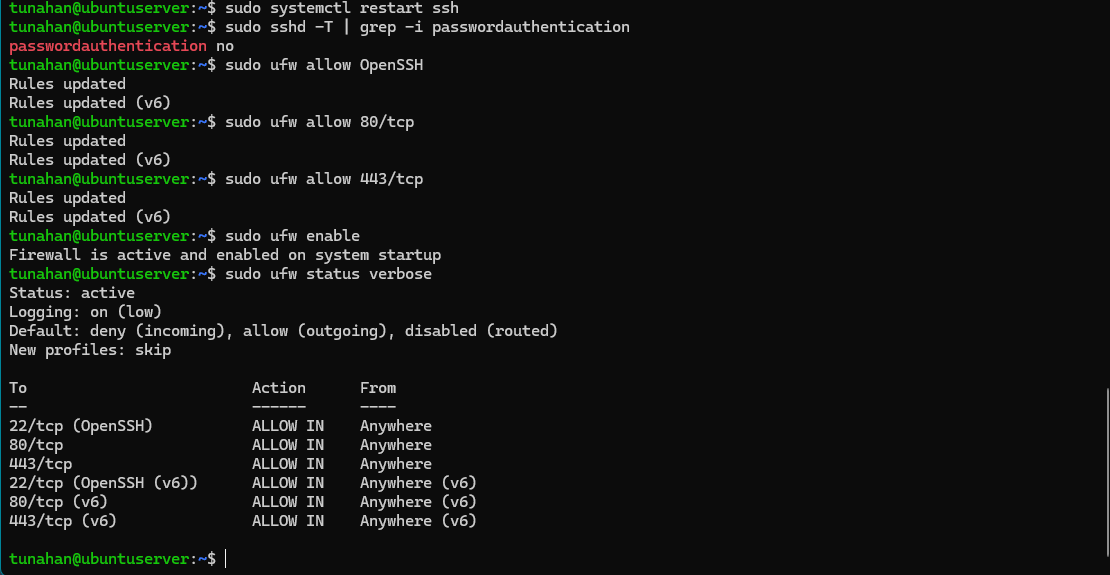 tunahan@ubuntuserver:~$ sudo systemctl restart ssh
tunahan@ubuntuserver:~$ sudo sshd -T | grep -i passwordauthentication
passwordauthentication no
tunahan@ubuntuserver:~$ sudo ufw allow OpenSSH
Rules updated
Rules updated (v6)
tunahan@ubuntuserver:~$ sudo ufw allow 80/tcp
Rules updated
Rules updated (v6)
tunahan@ubuntuserver:~$ sudo ufw allow 443/tcp
Rules updated
Rules updated (v6)
tunahan@ubuntuserver:~$ sudo ufw enable
Firewall is active and enabled on system startup
tunahan@ubuntuserver:~$ sudo ufw status verbose
Status: active
Logging: on (low)
Default: deny (incoming), allow (outgoing), disabled (routed)
New profiles: skip

To                         Action      From
--                         ------      ----
22/tcp (OpenSSH)           ALLOW IN    Anywhere
80/tcp                     ALLOW IN    Anywhere
443/tcp                    ALLOW IN    Anywhere
22/tcp (OpenSSH (v6))      ALLOW IN    Anywhere (v6)
80/tcp (v6)                ALLOW IN    Anywhere (v6)
443/tcp (v6)               ALLOW IN    Anywhere (v6)

tunahan@ubuntuserver:~$